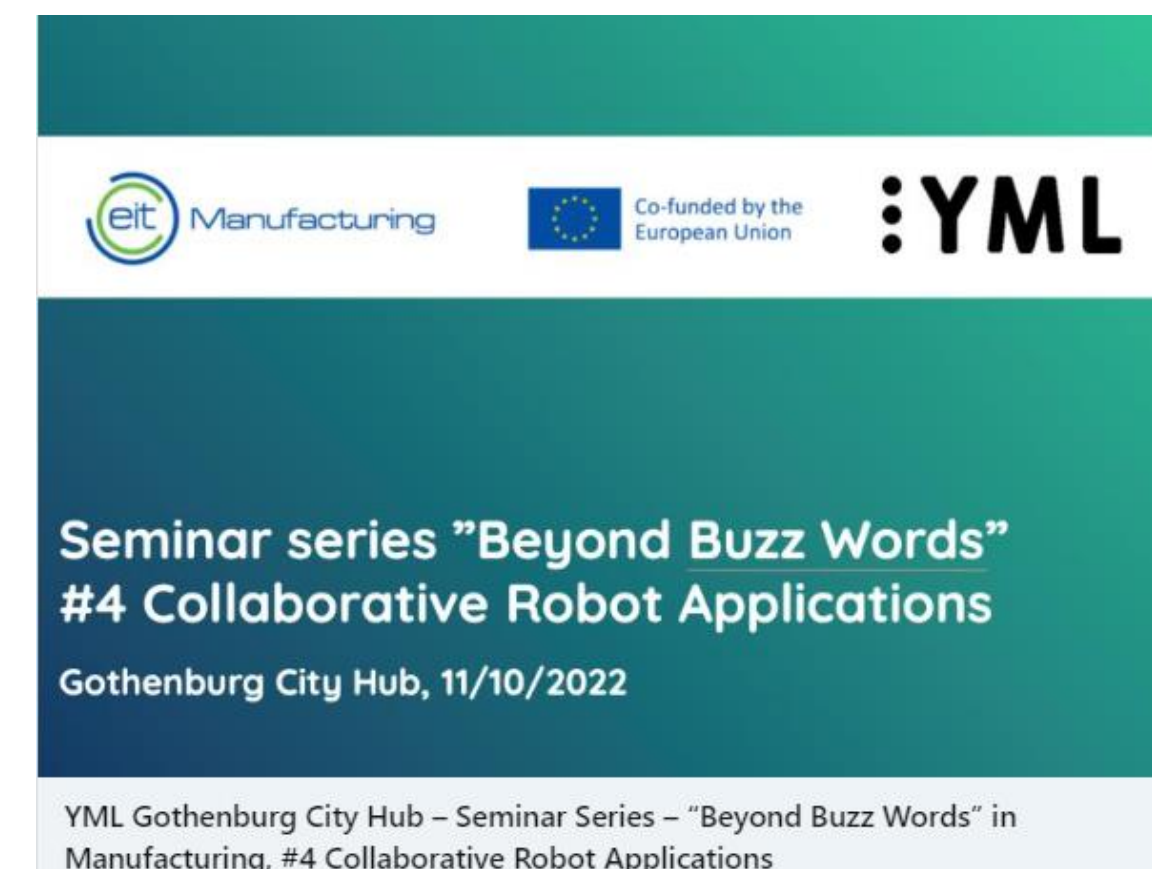 eit Manufacturing
Co-funded by the
European Union
YML
Seminar series ”Beyond Buzz Words”
#4 Collaborative Robot Applications
Gothenburg City Hub, 11/10/2022
YML Gothenburg City Hub – Seminar Series – “Beyond Buzz Words” in
Manufacturing, #4 Collaborative Robot Applications